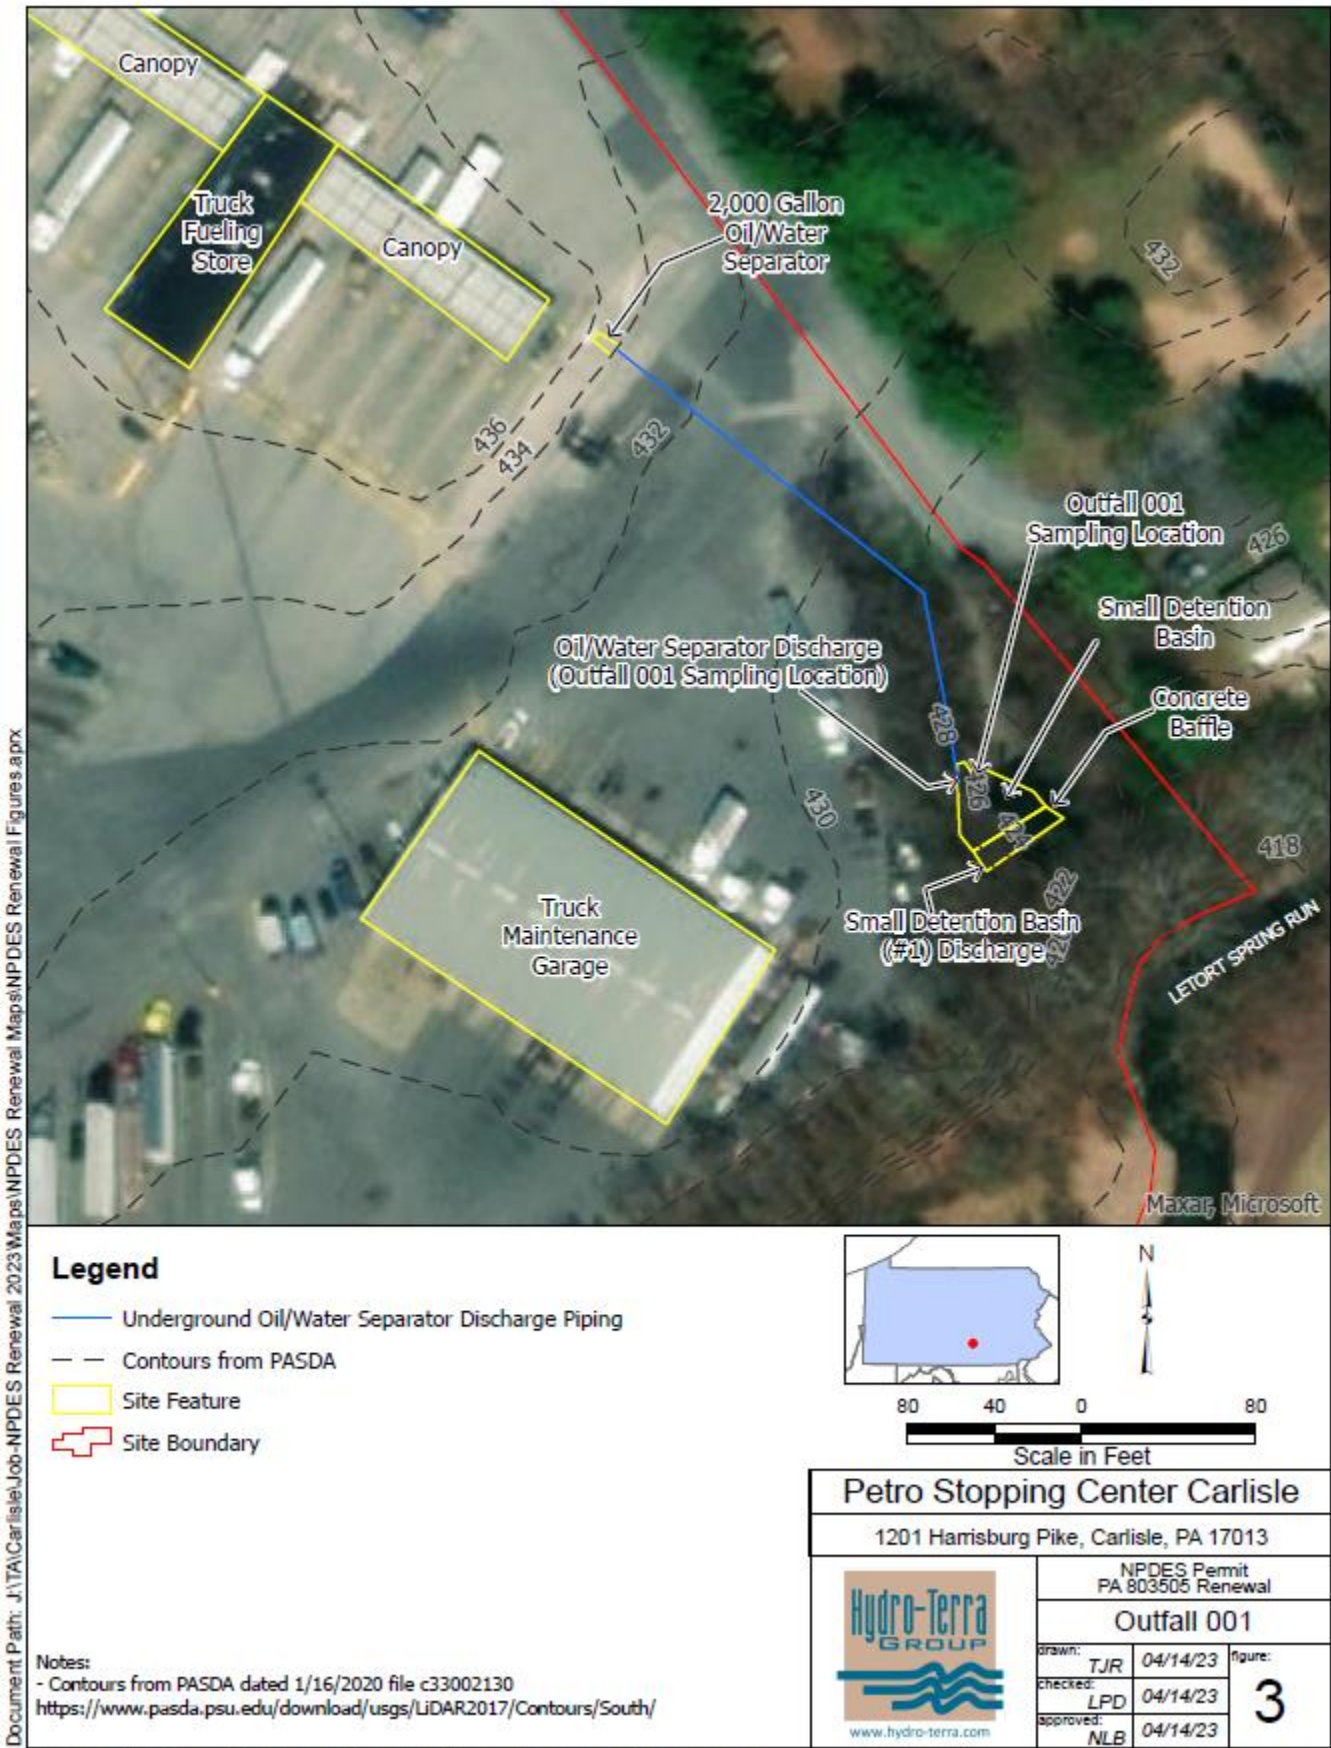 Canopy
Truck
Fueling
Store
Canopy
2,000 Gallon
Oil/Water
Separator
432
436
434
432
Outfall 001
Sampling Location
426
Small Detention
Basin
Oil/Water Separator Discharge
(Outfall 001 Sampling Location)
Concrete
Baffle
428
426
430
424
418
422
Truck
Maintenance
Garage
Small Detention Basin
(#1) Discharge
LETORT SPRING RUN
Maxar, Microsoft
Document Path: J:\TA\Carlisle\Job-NPDES Renewal 2023\Maps\NPDES Renewal Maps\NPDES Renewal Figures.aprx
Legend
Underground Oil/Water Separator Discharge Piping
Contours from PASDA
Site Feature
Site Boundary
N
80 40 0 80
Scale in Feet
Petro Stopping Center Carlisle
1201 Harrisburg Pike, Carlisle, PA 17013
Hydro-Terra
GROUP
www.hydro-terra.com
NPDES Permit
PA 803505 Renewal
Outfall 001
drawn: TJR 04/14/23
checked: LPD 04/14/23
approved: NLB 04/14/23
figure:
3
Notes:
- Contours from PASDA dated 1/16/2020 file c33002130
https://www.pasda.psu.edu/download/usgs/LiDAR2017/Contours/South/